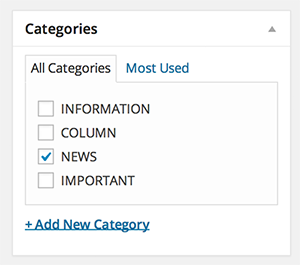 Categories
All Categories Most Used
INFORMATION
COLUMN
NEWS
IMPORTANT
+ Add New Category